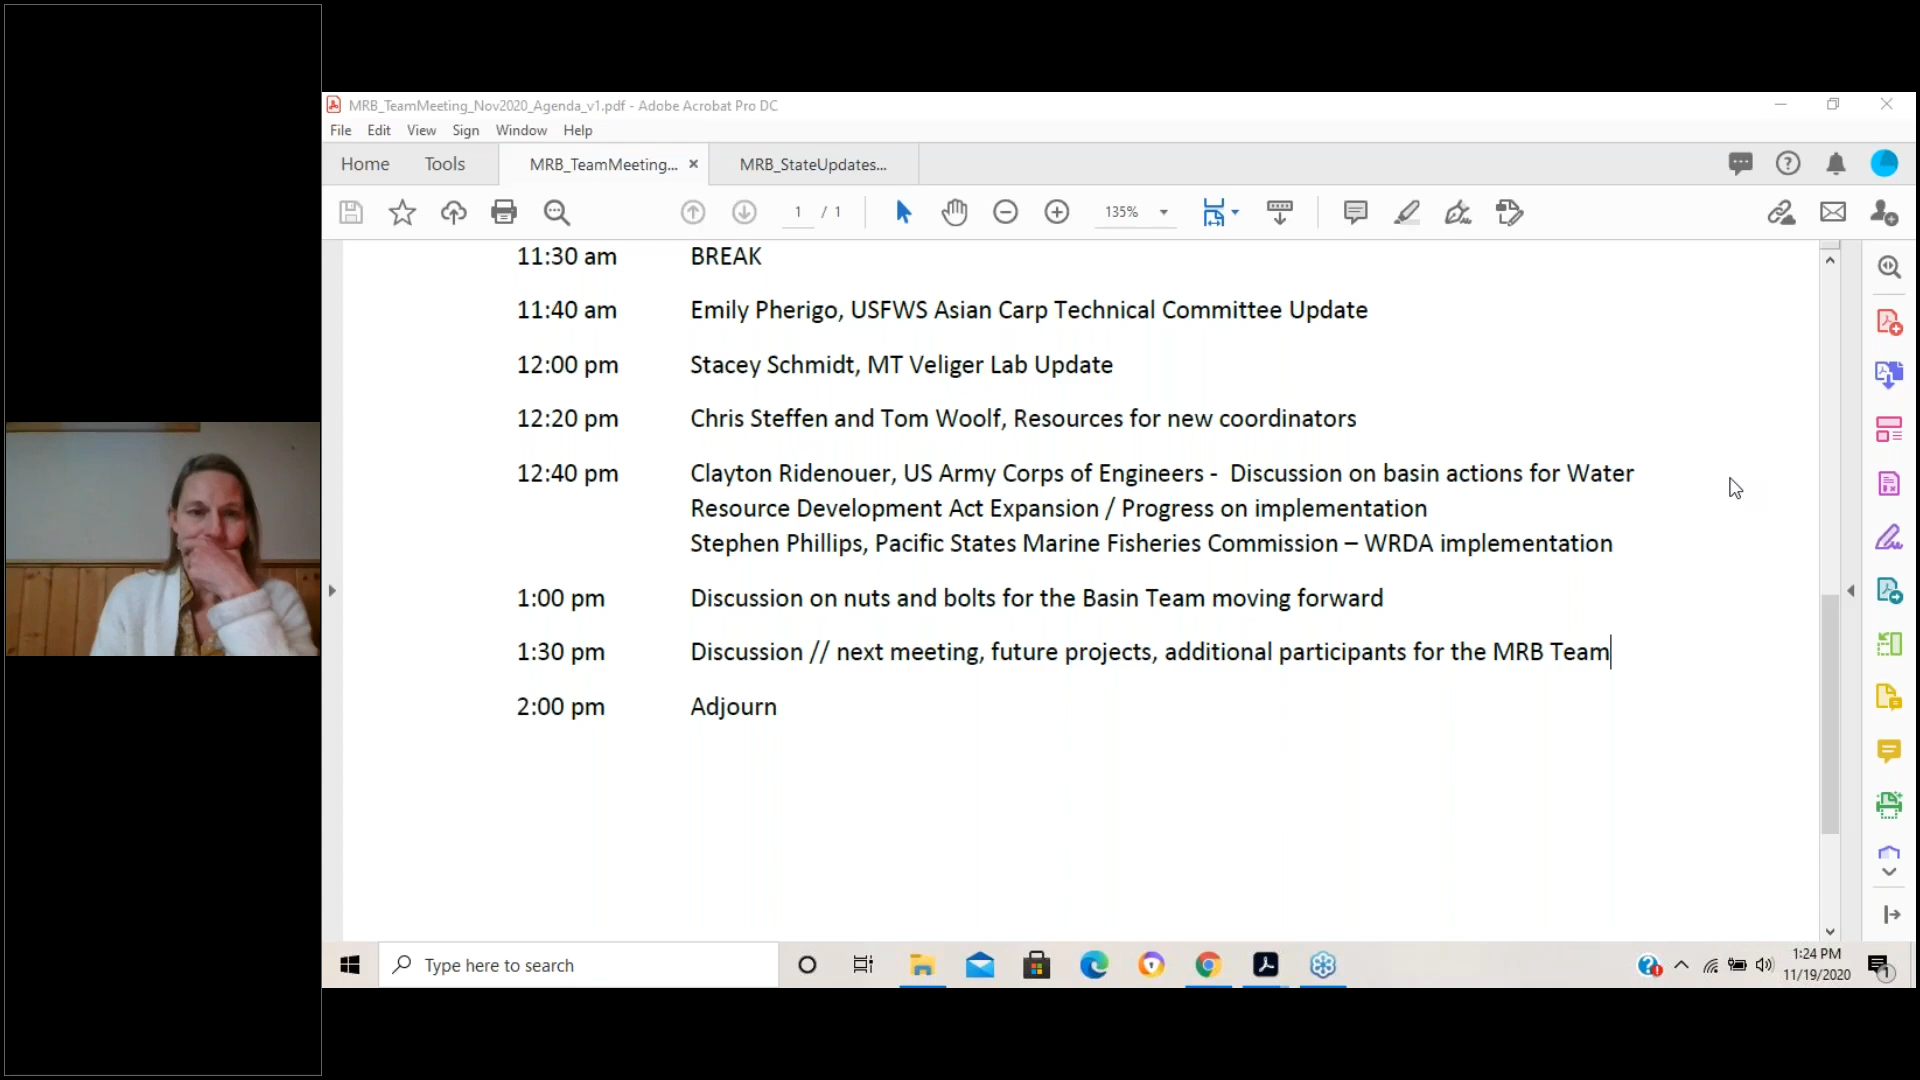 MRB_TeamMeeting_Nov2020_Agenda_v1.pdf - Adobe Acrobat Pro DC
File Edit View Sign Window Help
Home Tools MRB_TeamMeeting... × MRB_StateUpdates...
1 / 1 135%
11:30 am BREAK
11:40 am Emily Pherigo, USFWS Asian Carp Technical Committee Update
12:00 pm Stacey Schmidt, MT Veliger Lab Update
12:20 pm Chris Steffen and Tom Woolf, Resources for new coordinators
12:40 pm Clayton Ridenouer, US Army Corps of Engineers - Discussion on basin actions for Water
Resource Development Act Expansion / Progress on implementation
Stephen Phillips, Pacific States Marine Fisheries Commission – WRDA implementation
1:00 pm Discussion on nuts and bolts for the Basin Team moving forward
1:30 pm Discussion // next meeting, future projects, additional participants for the MRB Team
2:00 pm Adjourn
Type here to search
1:24 PM
11/19/2020
1